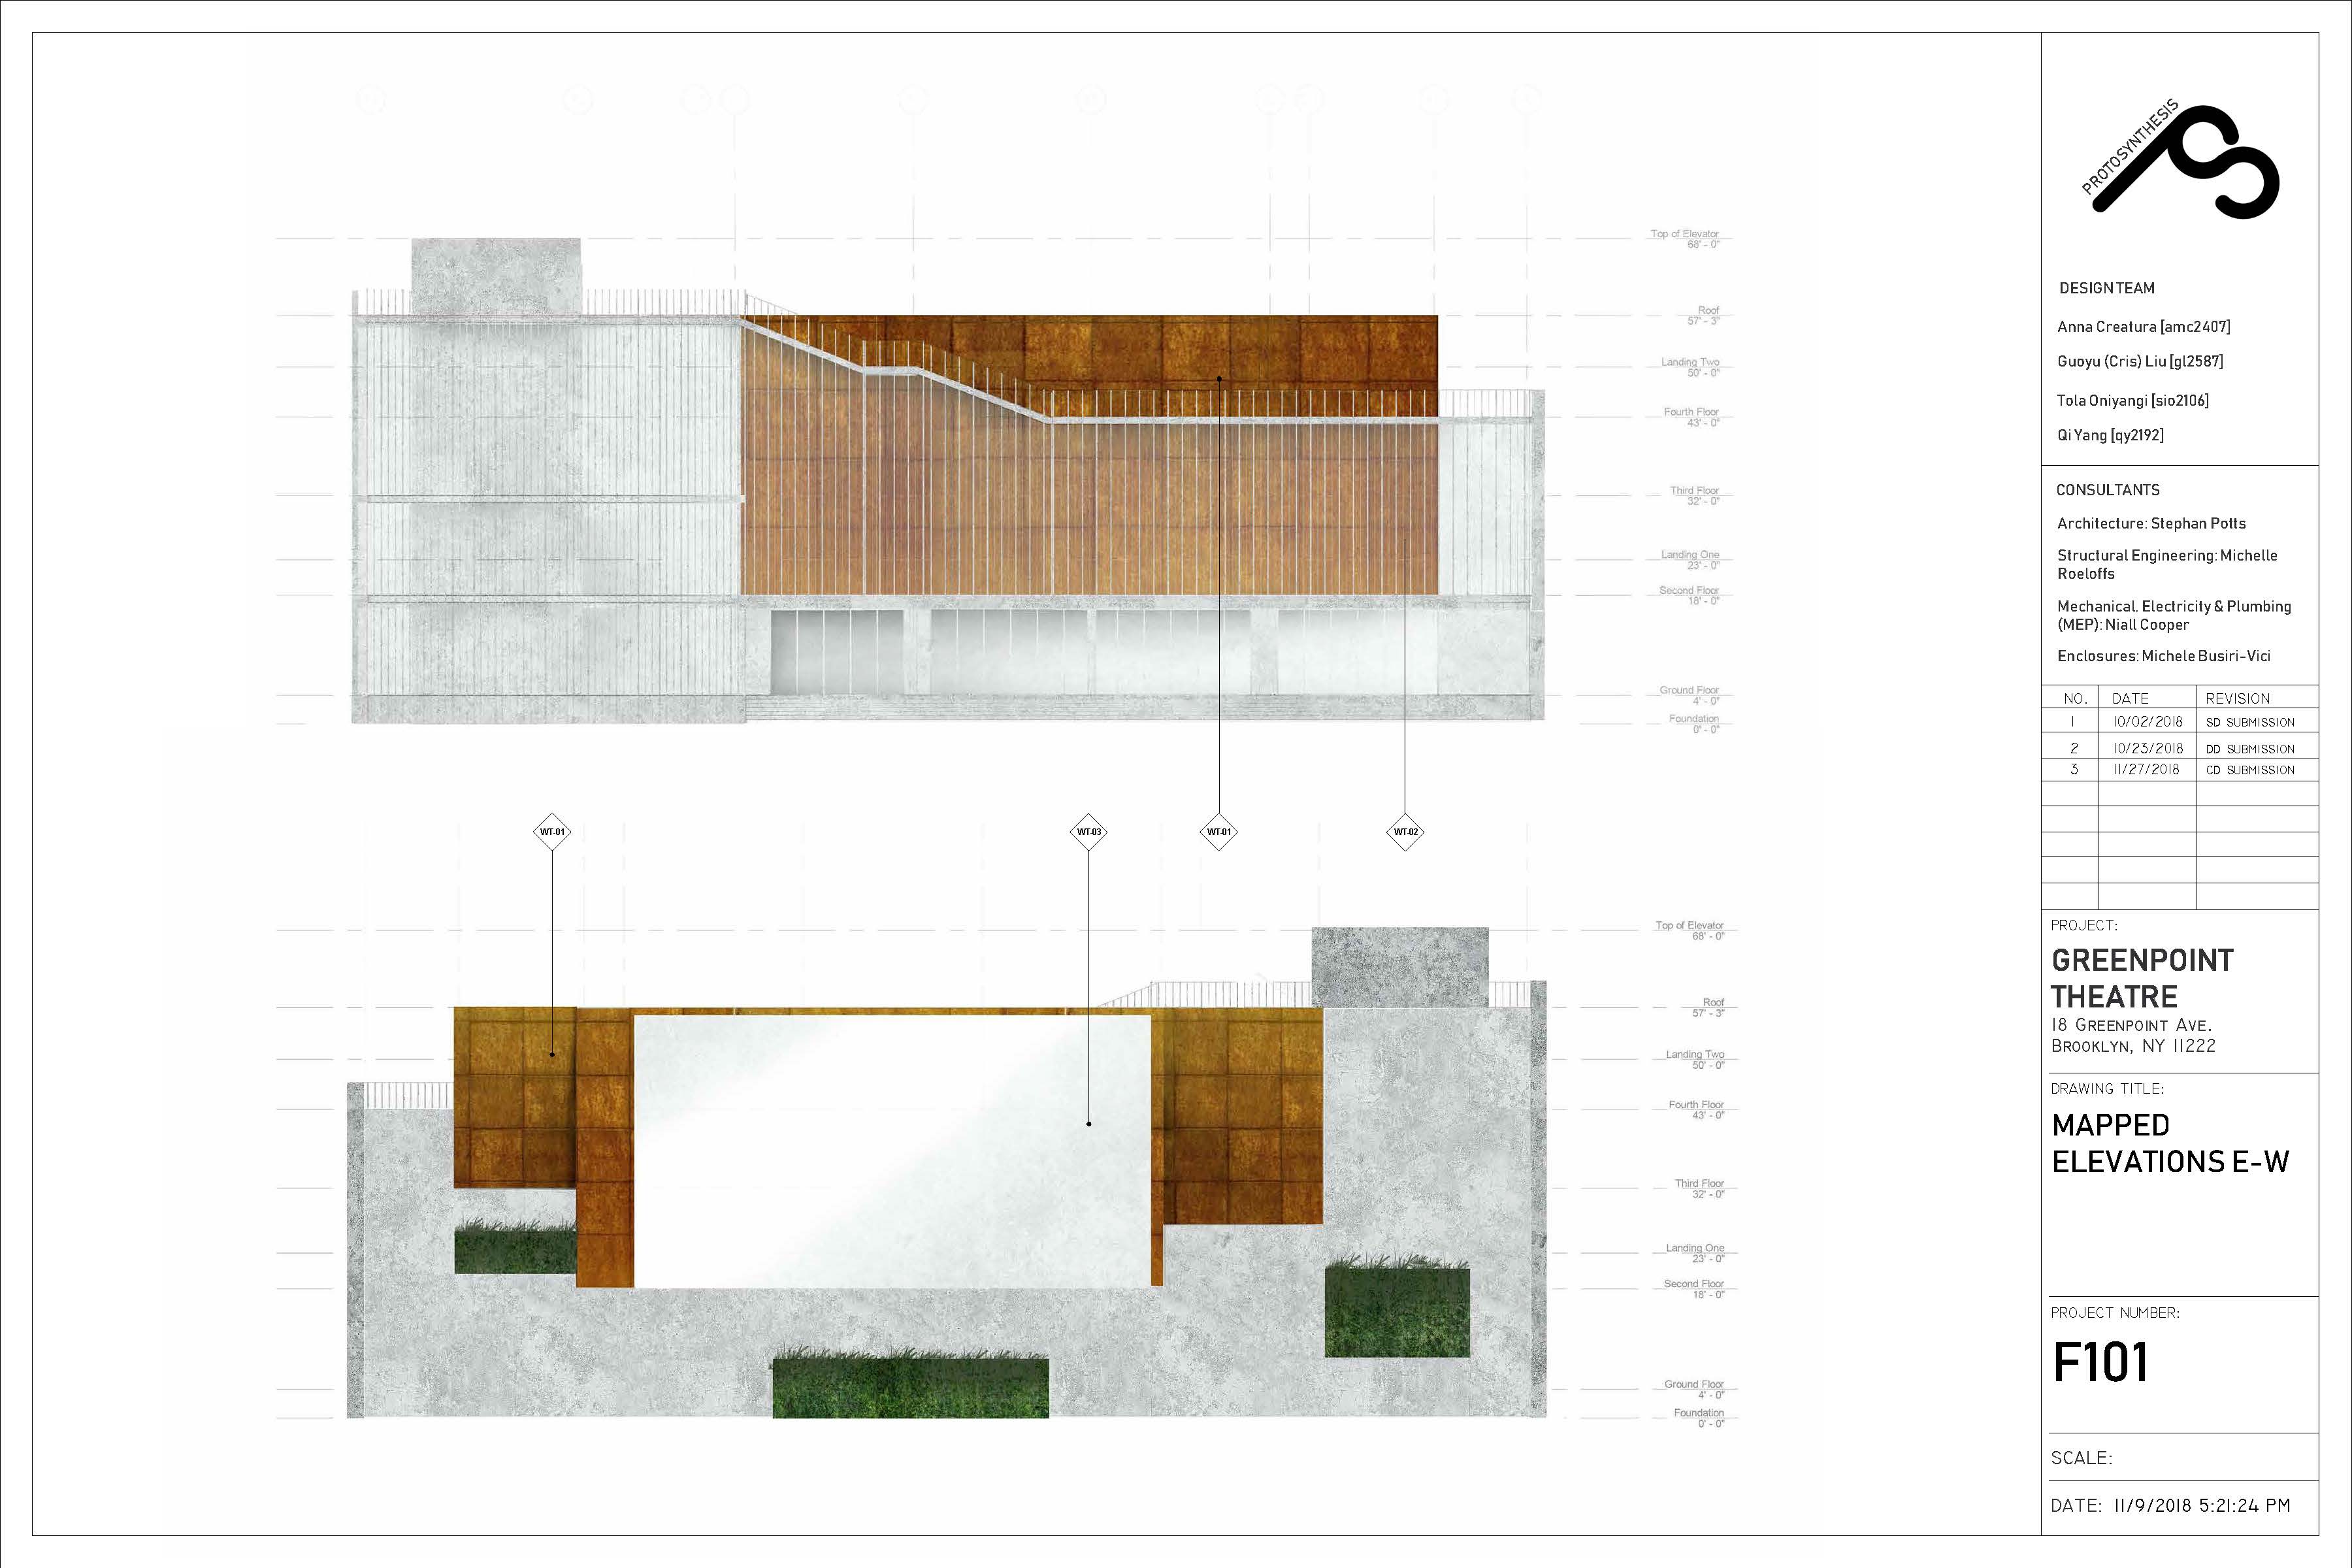 Top of Elevator
68' - 0"
Roof
57' - 3"
Landing Two
50' - 0"
Fourth Floor
43' - 0"
Third Floor
32' - 0"
Landing One
23' - 0"
Second Floor
18' - 0"
Ground Floor
4' - 0"
Foundation
0' - 0"
WT-01
WT-03
WT-01
WT-02
Top of Elevator
68' - 0"
Roof
57' - 3"
Landing Two
50' - 0"
Fourth Floor
43' - 0"
Third Floor
32' - 0"
Landing One
23' - 0"
Second Floor
18' - 0"
Ground Floor
4' - 0"
Foundation
0' - 0"
PROTOSYNTHESIS
DESIGN TEAM
Anna Creatura [amc2407]
Guoyu (Cris) Liu [gl2587]
Tola Oniyangi [sio2106]
Qi Yang [qy2192]
CONSULTANTS
Architecture: Stephan Potts
Structural Engineering: Michelle
Roeloffs
Mechanical, Electricity & Plumbing
(MEP): Niall Cooper
Enclosures: Michele Busiri-Vici
NO. DATE REVISION
1 10/02/2018 SD SUBMISSION
2 10/23/2018 DD SUBMISSION
3 11/27/2018 CD SUBMISSION
PROJECT:
GREENPOINT
THEATRE
18 GREENPOINT AVE.
BROOKLYN, NY 11222
DRAWING TITLE:
MAPPED
ELEVATIONS E-W
PROJECT NUMBER:
F101
SCALE:
DATE: 11/9/2018 5:21:24 PM